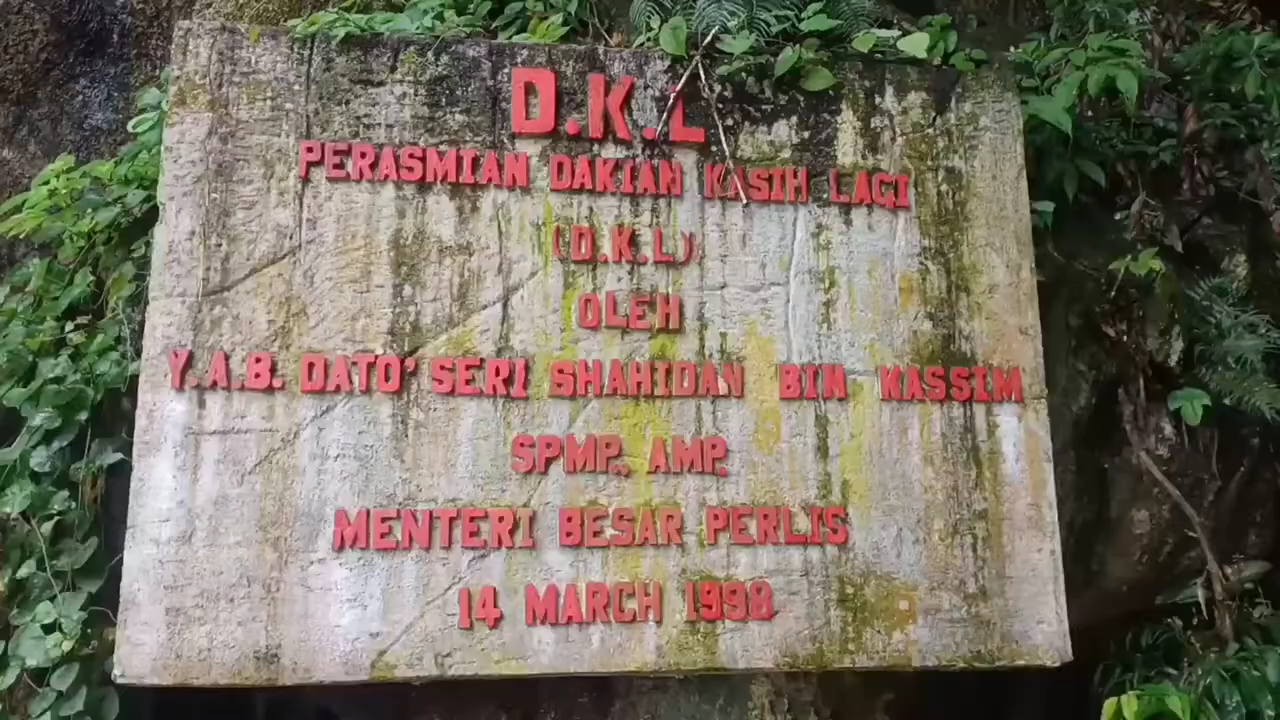 D.K.L
PERASMIAN DAKIAN KASIH LAGI
(D.K.L)
OLEH
Y.A.B. DATO' SERI SHAHIDAN BIN KASSIM
SPMP., AMP.
MENTERI BESAR PERLIS
14 MARCH 1998